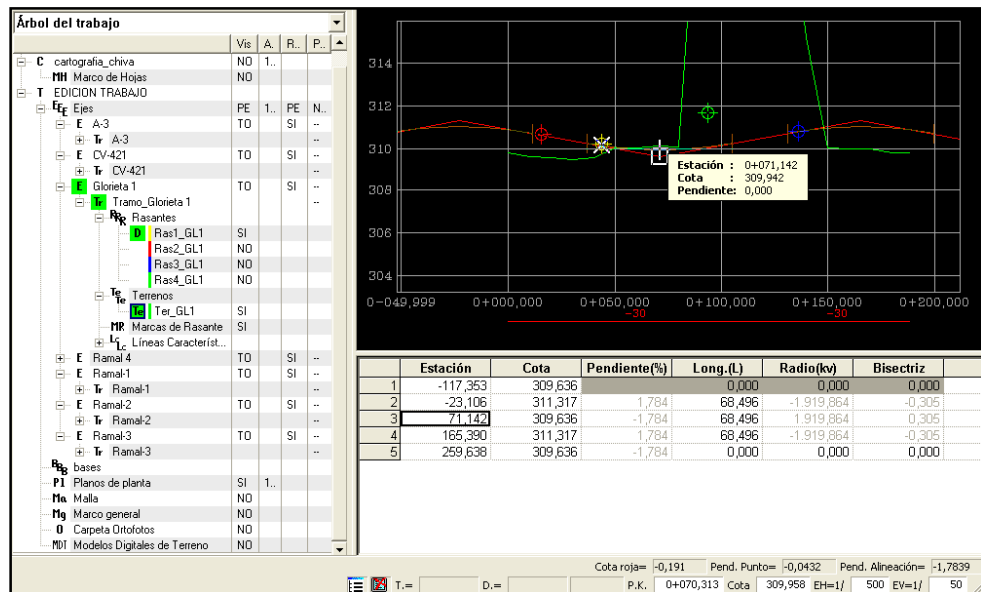 Árbol del trabajo
Vis A. R.. P..
C cartografia_chiva NO 1..
MH Marco de Hojas NO
T EDICION TRABAJO
EEE Ejes PE 1.. PE N..
E A-3 TO SI --
Tr A-3 --
E CV-421 TO SI --
Tr CV-421 --
E Glorieta 1 TO SI --
Tr Tramo_Glorieta 1 --
RRR Rasantes
D Ras1_GL1 SI
Ras2_GL1 NO
Ras3_GL1 NO
Ras4_GL1 NO
Te Te Terrenos
Te Ter_GL1 SI
MR Marcas de Rasante SI
Lc Lc Líneas Característ...
E Ramal 4 TO SI --
E Ramal-1 TO SI --
Tr Ramal-1 --
E Ramal-2 TO SI --
Tr Ramal-2 --
E Ramal-3 TO SI --
Tr Ramal-3 --
BBB bases
Pl Planos de planta SI 1..
Ma Malla NO
Mg Marco general NO
O Carpeta Ortofotos NO
MDT Modelos Digitales de Terreno NO
314
312
310
308
306
304
Estación : 0+071,142
Cota : 309,942
Pendiente: 0,000
0-049,999 0+000,000 0+050,000 0+100,000 0+150,000 0+200,000
-30 -30
Estación Cota Pendiente(%) Long.(L) Radio(kv) Bisectriz
1 -117,353 309,636 0,000 0,000 0,000
2 -23,106 311,317 1,784 68,496 -1.919,864 -0,305
3 71,142 309,636 -1,784 68,496 1.919,864 0,305
4 165,390 311,317 1,784 68,496 -1.919,864 -0,305
5 259,638 309,636 -1,784 0,000 0,000 0,000
Cota roja= -0,191 Pend. Punto= -0,0432 Pend. Alineación= -1,7839
T.= D.= P.K. 0+070,313 Cota 309,958 EH=1/ 500 EV=1/ 50